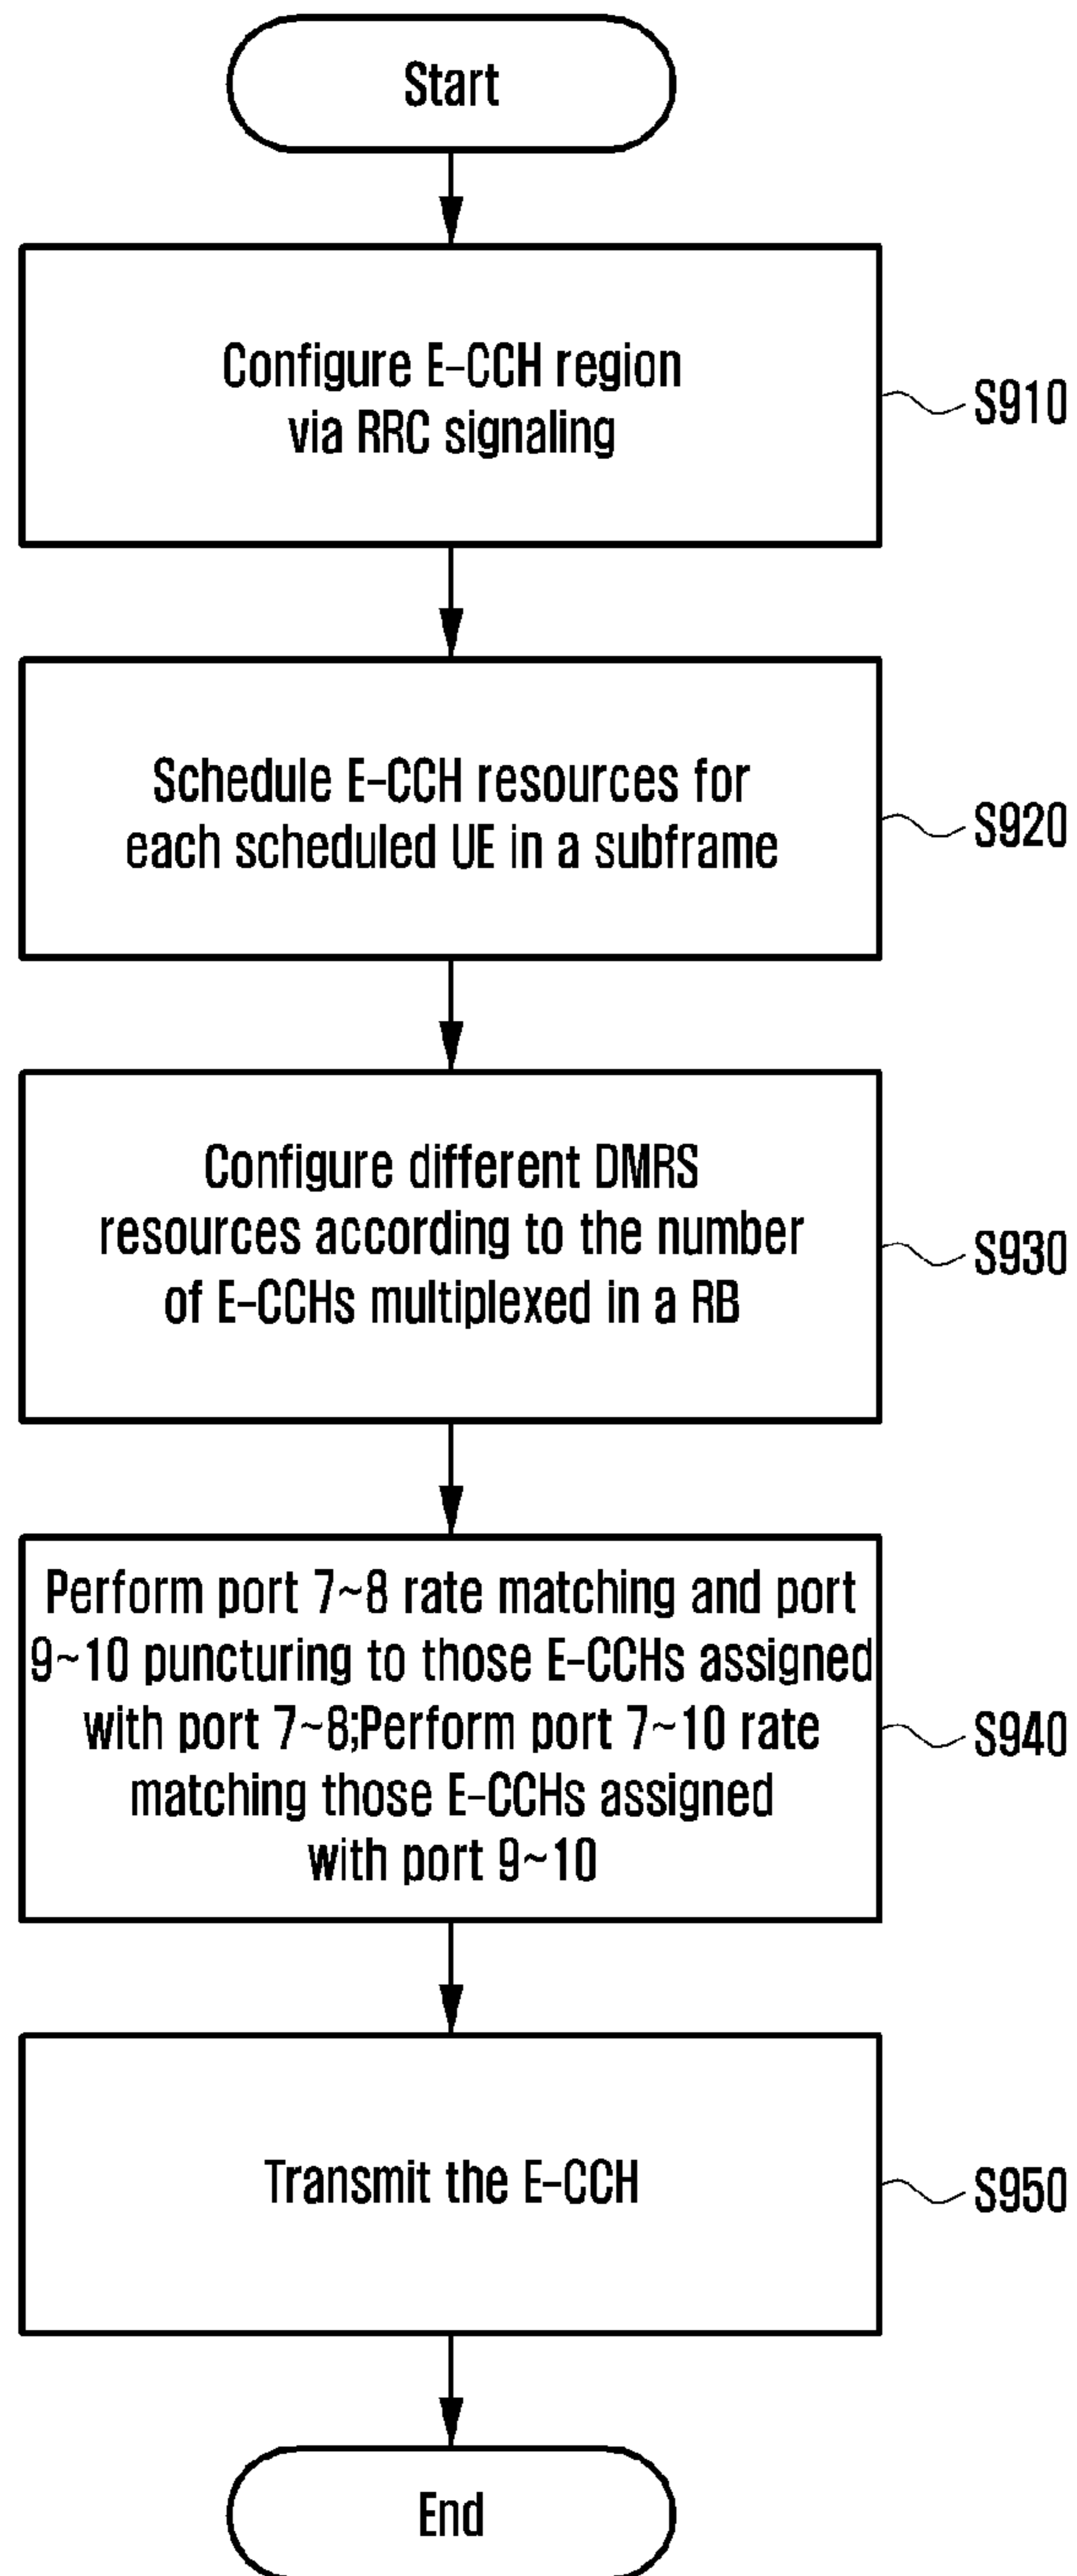 Start
Configure E-CCH region
via RRC signaling
S910
Schedule E-CCH resources for
each scheduled UE in a subframe
S920
Configure different DMRS
resources according to the number
of E-CCHs multiplexed in a RB
S930
Perform port 7~8 rate matching and port
9~10 puncturing to those E-CCHs assigned
with port 7~8;Perform port 7~10 rate
matching those E-CCHs assigned
with port 9~10
S940
Transmit the E-CCH
S950
End